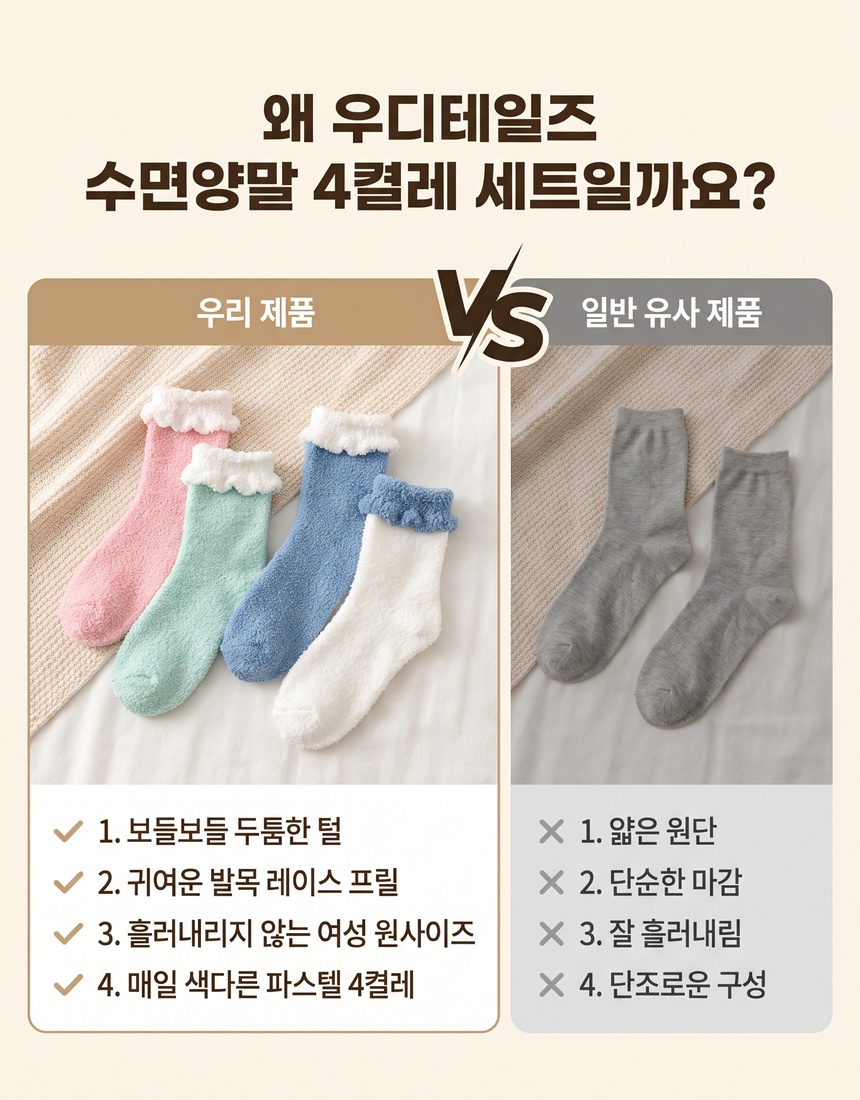 왜 우디테일즈
수면양말 4켤레 세트일까요?
우리 제품
VS
일반 유사 제품
1. 보들보들 두툼한 털
2. 귀여운 발목 레이스 프릴
3. 흘러내리지 않는 여성 원사이즈
4. 매일 색다른 파스텔 4켤레
1. 얇은 원단
2. 단순한 마감
3. 잘 흘러내림
4. 단조로운 구성